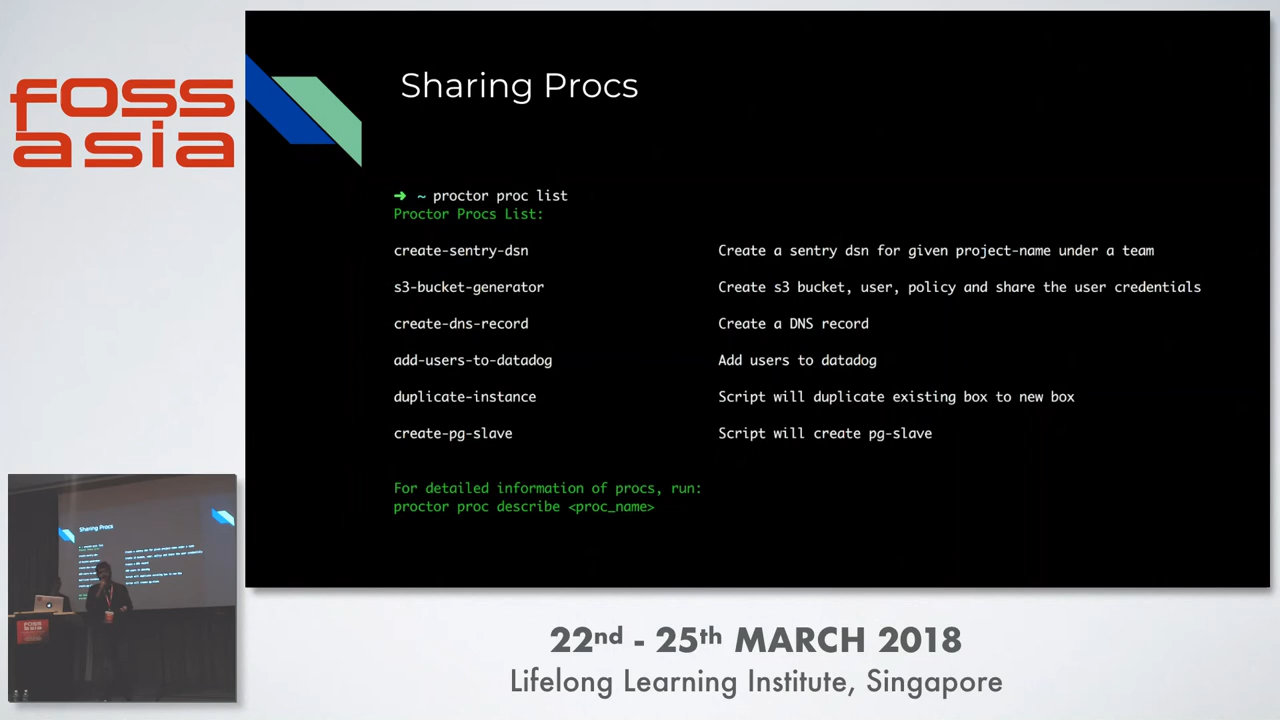 foss
asia
Sharing Procs
➜ ~ proctor proc list
Proctor Procs List:
create-sentry-dsn Create a sentry dsn for given project-name under a team
s3-bucket-generator Create s3 bucket, user, policy and share the user credentials
create-dns-record Create a DNS record
add-users-to-datadog Add users to datadog
duplicate-instance Script will duplicate existing box to new box
create-pg-slave Script will create pg-slave
For detailed information of procs, run:
proctor proc describe <proc_name>
Sharing Procs
22nd - 25th MARCH 2018
Lifelong Learning Institute, Singapore